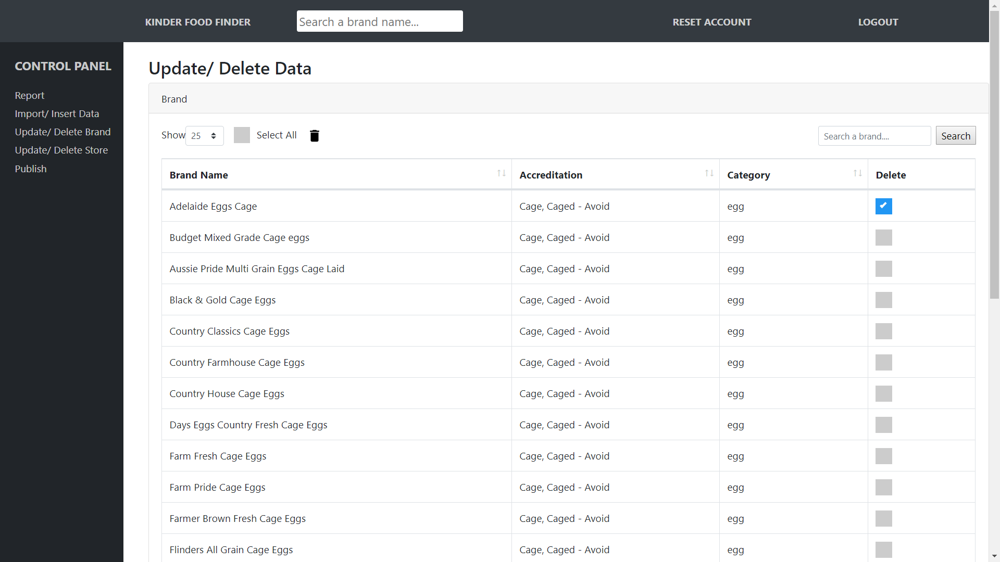 KINDER FOOD FINDER Search a brand name... RESET ACCOUNT LOGOUT
CONTROL PANEL
Report
Import/ Insert Data
Update/ Delete Brand
Update/ Delete Store
Publish
Update/ Delete Data
Brand
Show 25 Select All Search a brand.... Search
Brand Name Accreditation Category Delete
Adelaide Eggs Cage Cage, Caged - Avoid egg
Budget Mixed Grade Cage eggs Cage, Caged - Avoid egg
Aussie Pride Multi Grain Eggs Cage Laid Cage, Caged - Avoid egg
Black & Gold Cage Eggs Cage, Caged - Avoid egg
Country Classics Cage Eggs Cage, Caged - Avoid egg
Country Farmhouse Cage Eggs Cage, Caged - Avoid egg
Country House Cage Eggs Cage, Caged - Avoid egg
Days Eggs Country Fresh Cage Eggs Cage, Caged - Avoid egg
Farm Fresh Cage Eggs Cage, Caged - Avoid egg
Farm Pride Cage Eggs Cage, Caged - Avoid egg
Farmer Brown Fresh Cage Eggs Cage, Caged - Avoid egg
Flinders All Grain Cage Eggs Cage, Caged - Avoid egg